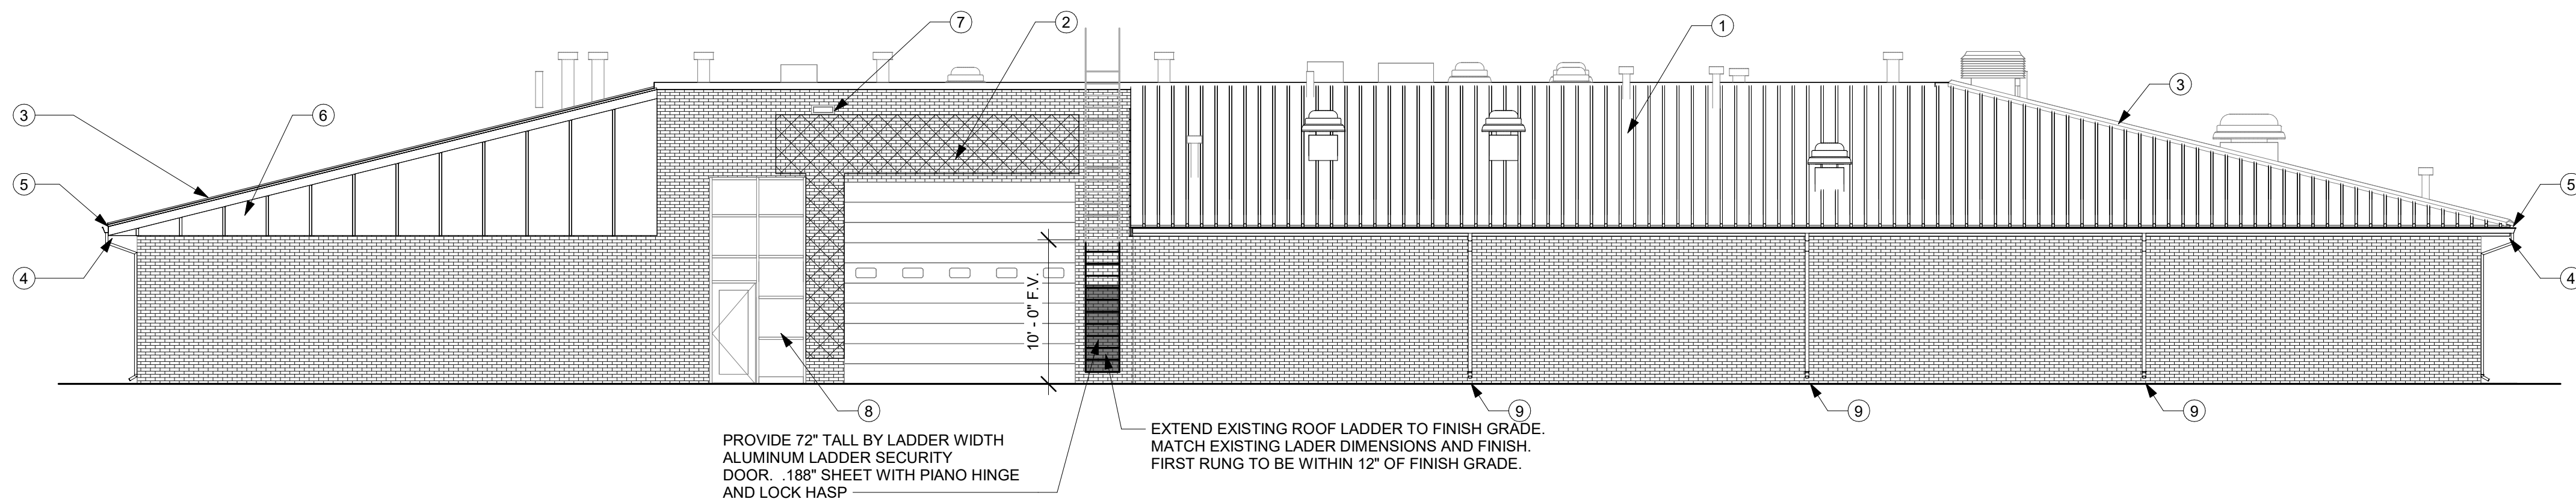 7
2
1
3
6
3
5
5
4
4
10' - 0" F.V.
8
9
9
9
PROVIDE 72" TALL BY LADDER WIDTH
ALUMINUM LADDER SECURITY
DOOR. .188" SHEET WITH PIANO HINGE
AND LOCK HASP
EXTEND EXISTING ROOF LADDER TO FINISH GRADE.
MATCH EXISTING LADER DIMENSIONS AND FINISH.
FIRST RUNG TO BE WITHIN 12" OF FINISH GRADE.